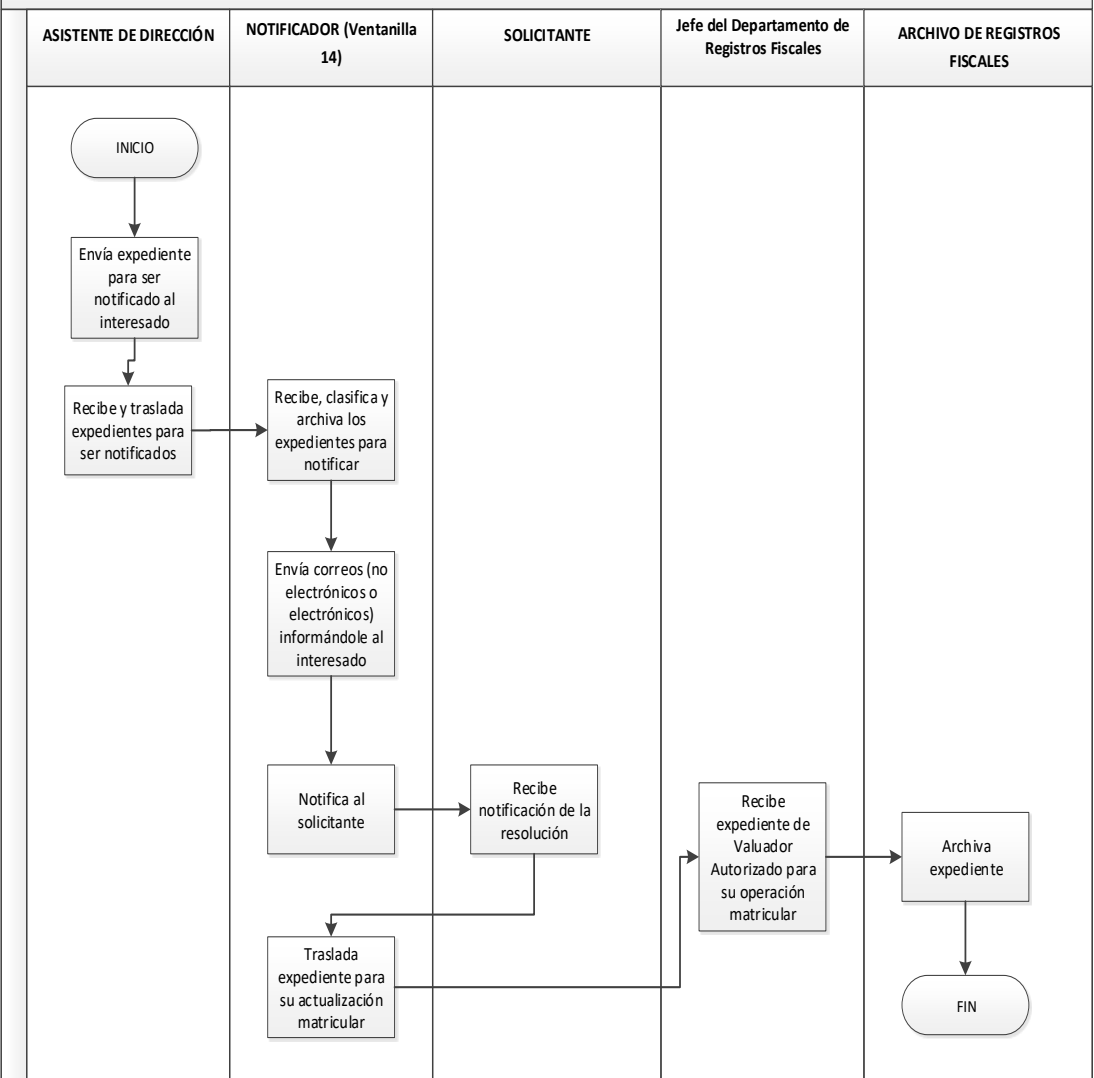 ASISTENTE DE DIRECCIÓN
NOTIFICADOR (Ventanilla
14)
SOLICITANTE
Jefe del Departamento de
Registros Fiscales
ARCHIVO DE REGISTROS
FISCALES
INICIO
Envía expediente
para ser
notificado al
interesado
Recibe y traslada
expedientes para
ser notificados
Recibe, clasifica y
archiva los
expedientes para
notificar
Envía correos (no
electrónicos o
electrónicos)
informándole al
interesado
Notifica al
solicitante
Recibe
notificación de la
resolución
Traslada
expediente para
su actualización
matricular
Recibe
expediente de
Valuador
Autorizado para
su operación
matricular
Archiva
expediente
FIN